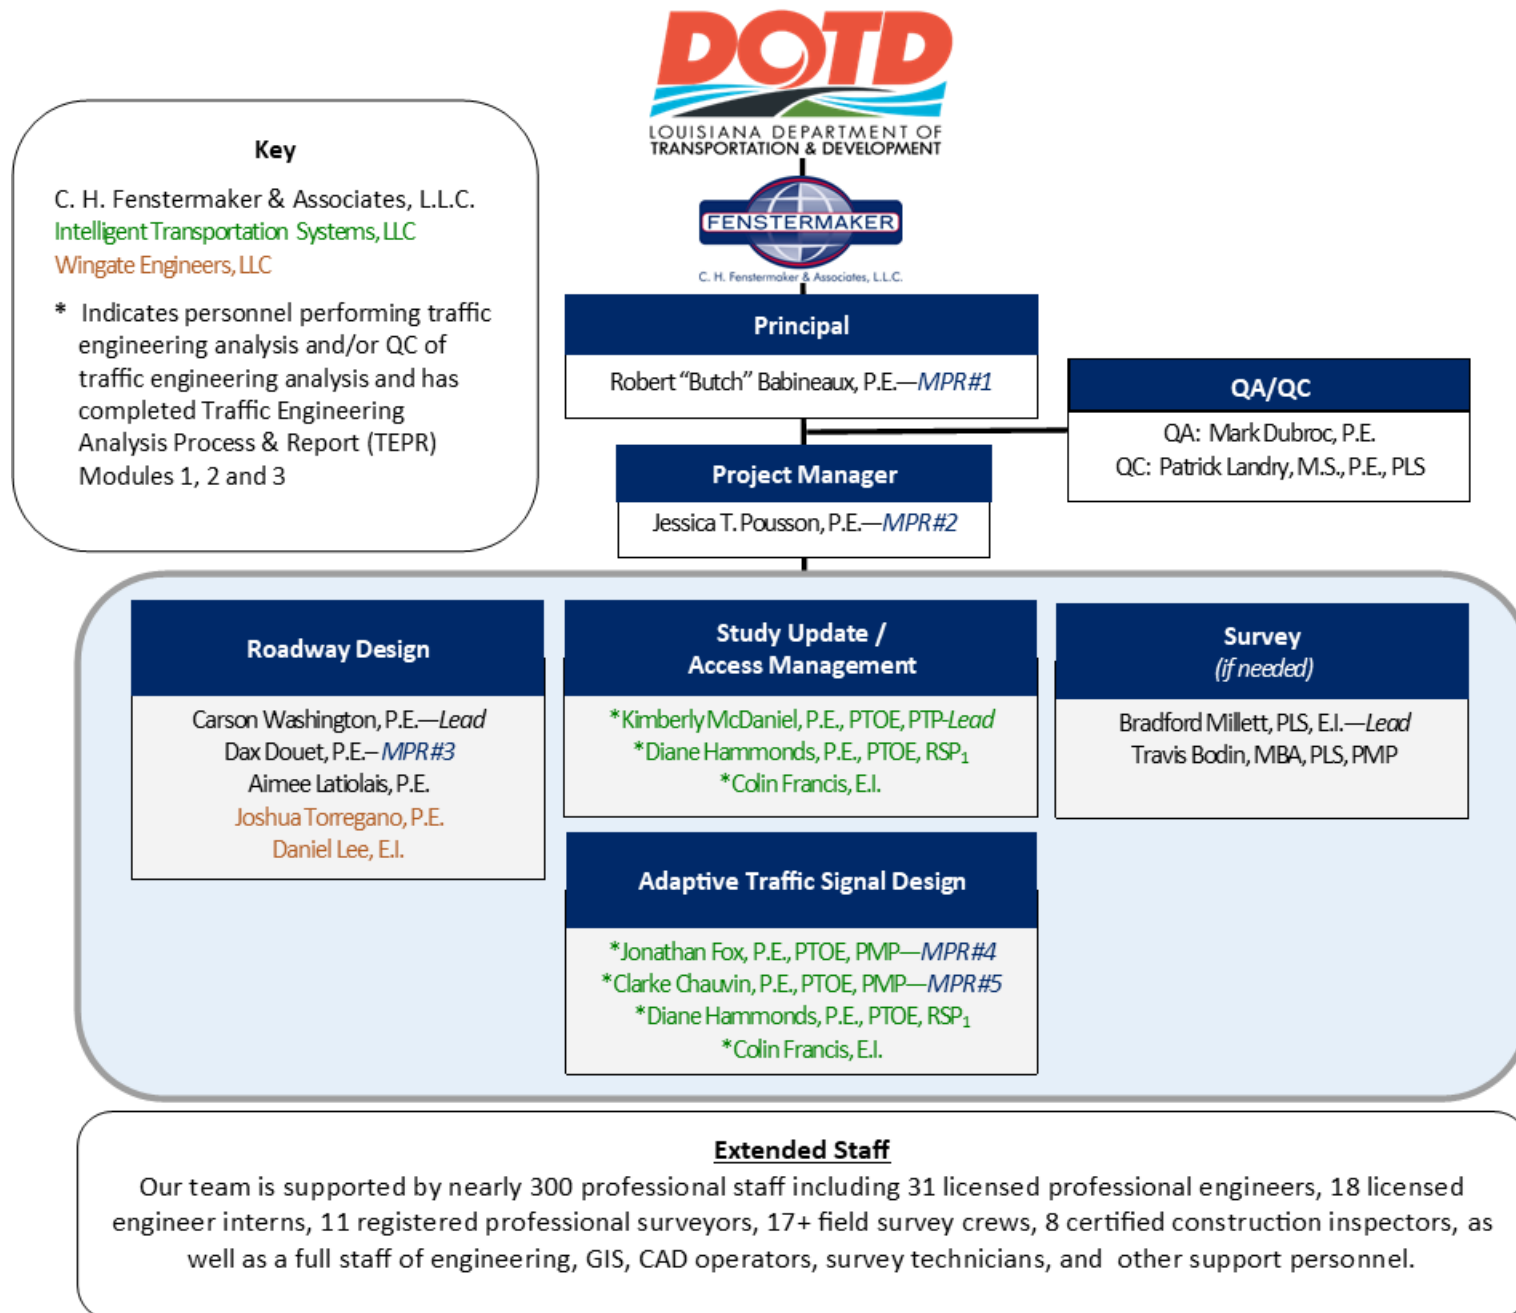 DOTD
LOUISIANA DEPARTMENT OF
TRANSPORTATION & DEVELOPMENT
FENSTERMAKER
C. H. Fenstermaker & Associates, L.L.C.
Key
C. H. Fenstermaker & Associates, L.L.C.
Intelligent Transportation Systems, LLC
Wingate Engineers, LLC
* Indicates personnel performing traffic
engineering analysis and/or QC of
traffic engineering analysis and has
completed Traffic Engineering
Analysis Process & Report (TEPR)
Modules 1, 2 and 3
Principal
Robert “Butch” Babineaux, P.E.—MPR#1
QA/QC
QA: Mark Dubroc, P.E.
QC: Patrick Landry, M.S., P.E., PLS
Project Manager
Jessica T. Pousson, P.E.—MPR#2
Roadway Design
Carson Washington, P.E.—Lead
Dax Douet, P.E.– MPR#3
Aimee Latiolais, P.E.
Joshua Torregano, P.E.
Daniel Lee, E.I.
Study Update /
Access Management
*Kimberly McDaniel, P.E., PTOE, PTP-Lead
*Diane Hammonds, P.E., PTOE, RSP₁
*Colin Francis, E.I.
Survey
(if needed)
Bradford Millett, PLS, E.I.—Lead
Travis Bodin, MBA, PLS, PMP
Adaptive Traffic Signal Design
*Jonathan Fox, P.E., PTOE, PMP—MPR#4
*Clarke Chauvin, P.E., PTOE, PMP—MPR#5
*Diane Hammonds, P.E., PTOE, RSP₁
*Colin Francis, E.I.
Extended Staff
Our team is supported by nearly 300 professional staff including 31 licensed professional engineers, 18 licensed
engineer interns, 11 registered professional surveyors, 17+ field survey crews, 8 certified construction inspectors, as
well as a full staff of engineering, GIS, CAD operators, survey technicians, and other support personnel.